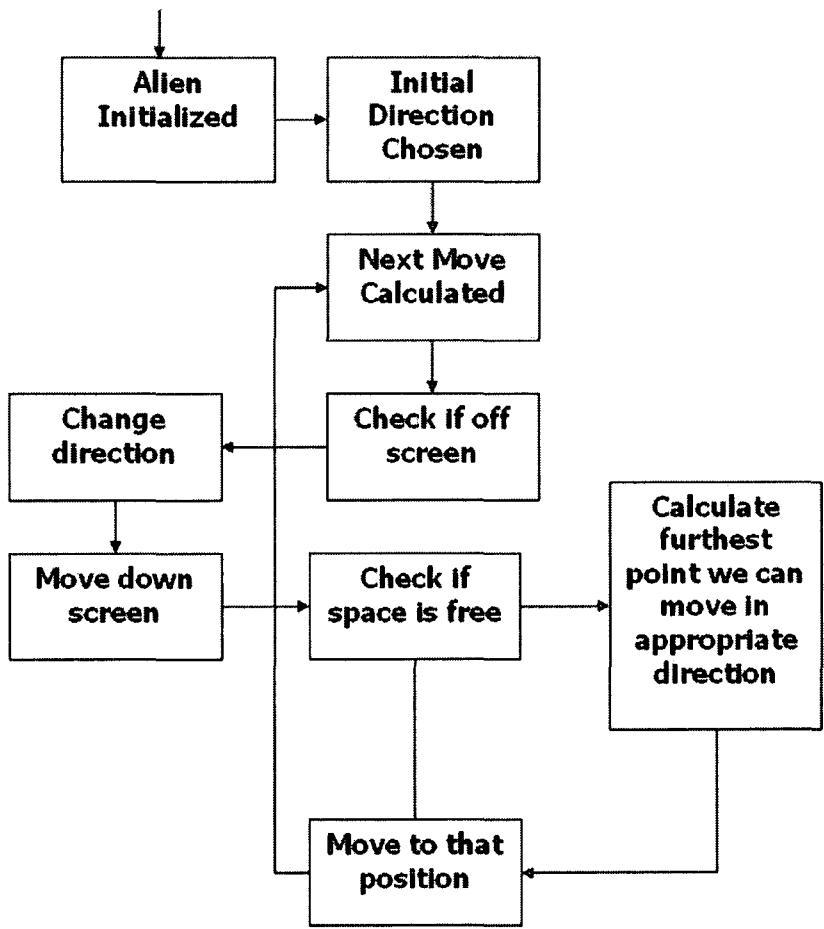 Alien
Initialized
Initial
Direction
Chosen
Next Move
Calculated
Change
direction
Check if off
screen
Move down
screen
Check if
space is free
Calculate
furthest
point we can
move in
appropriate
direction
Move to that
position